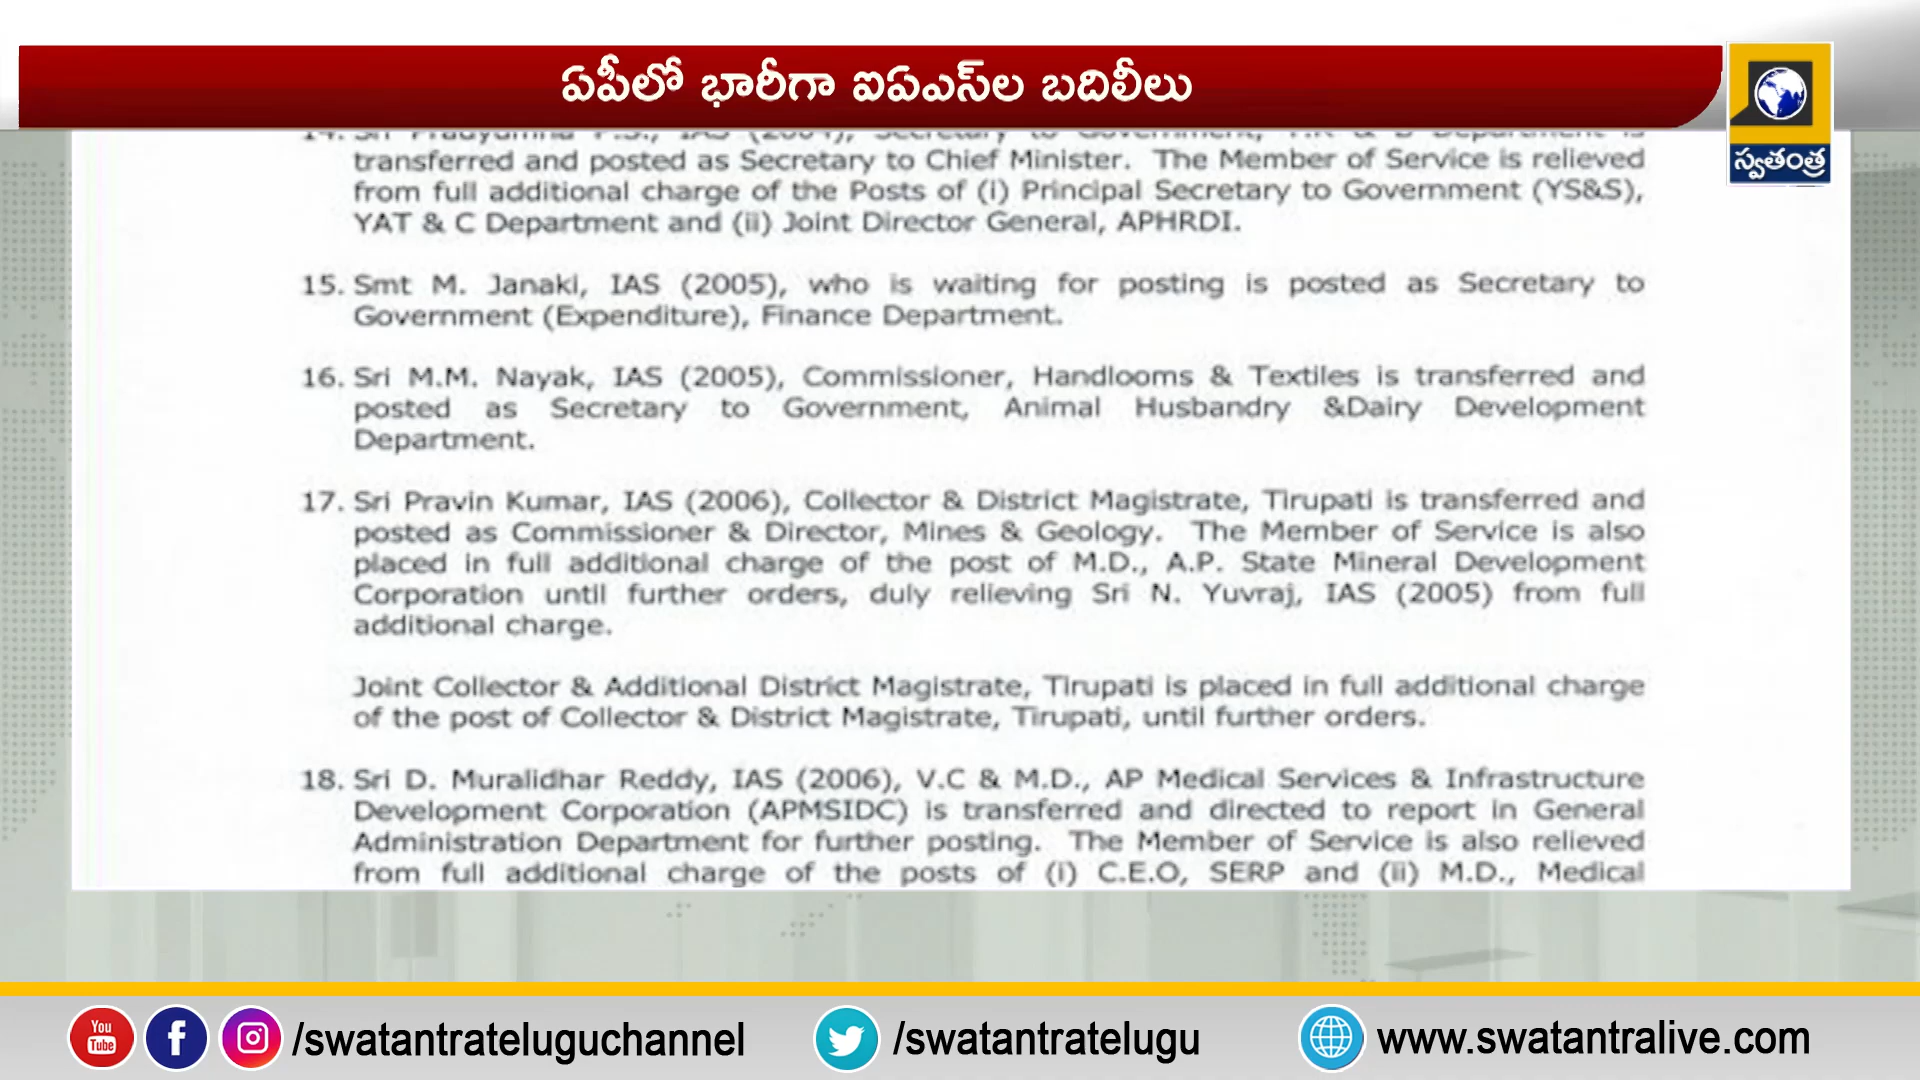 ఏపీలో భారీగా ఐఏఎస్‌ల బదిలీలు
స్వతంత్ర
14. Sri Pradyumna P.S., IAS (2004), Secretary to Government, T.R & B Department is
transferred and posted as Secretary to Chief Minister. The Member of Service is relieved
from full additional charge of the Posts of (i) Principal Secretary to Government (YS&S),
YAT & C Department and (ii) Joint Director General, APHRDI.
15. Smt M. Janaki, IAS (2005), who is waiting for posting is posted as Secretary to
Government (Expenditure), Finance Department.
16. Sri M.M. Nayak, IAS (2005), Commissioner, Handlooms & Textiles is transferred and
posted as Secretary to Government, Animal Husbandry &Dairy Development
Department.
17. Sri Pravin Kumar, IAS (2006), Collector & District Magistrate, Tirupati is transferred and
posted as Commissioner & Director, Mines & Geology. The Member of Service is also
placed in full additional charge of the post of M.D., A.P. State Mineral Development
Corporation until further orders, duly relieving Sri N. Yuvraj, IAS (2005) from full
additional charge.
Joint Collector & Additional District Magistrate, Tirupati is placed in full additional charge
of the post of Collector & District Magistrate, Tirupati, until further orders.
18. Sri D. Muralidhar Reddy, IAS (2006), V.C & M.D., AP Medical Services & Infrastructure
Development Corporation (APMSIDC) is transferred and directed to report in General
Administration Department for further posting. The Member of Service is also relieved
from full additional charge of the posts of (i) C.E.O, SERP and (ii) M.D., Medical
You Tube /swatantrateluguchannel /swatantratelugu www.swatantralive.com